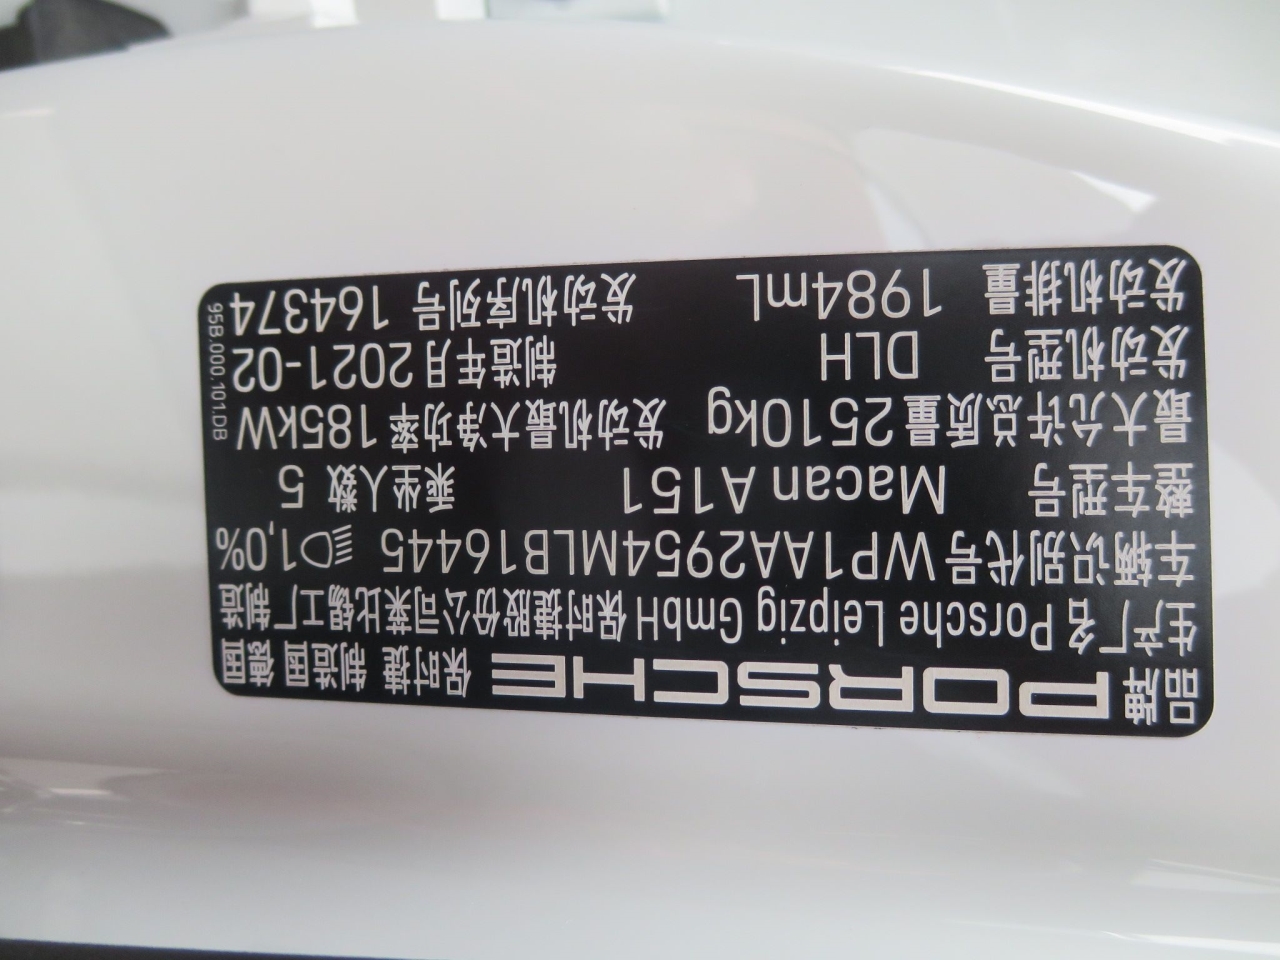 品牌 PORSCHE 保时捷 制造国 德国
生产厂名 Porsche Leipzig GmbH 保时捷股份公司莱比锡工厂制造
车辆识别代号 WP1AA2954MLB16445 1,0%
整车型号 Macan A151 乘坐人数 5
最大允许总质量 2510kg 发动机最大净功率 185kW
发动机型号 DLH 制造年月 2021-02
发动机排量 1984mL 发动机序列号 164374
95B.000.101.DB